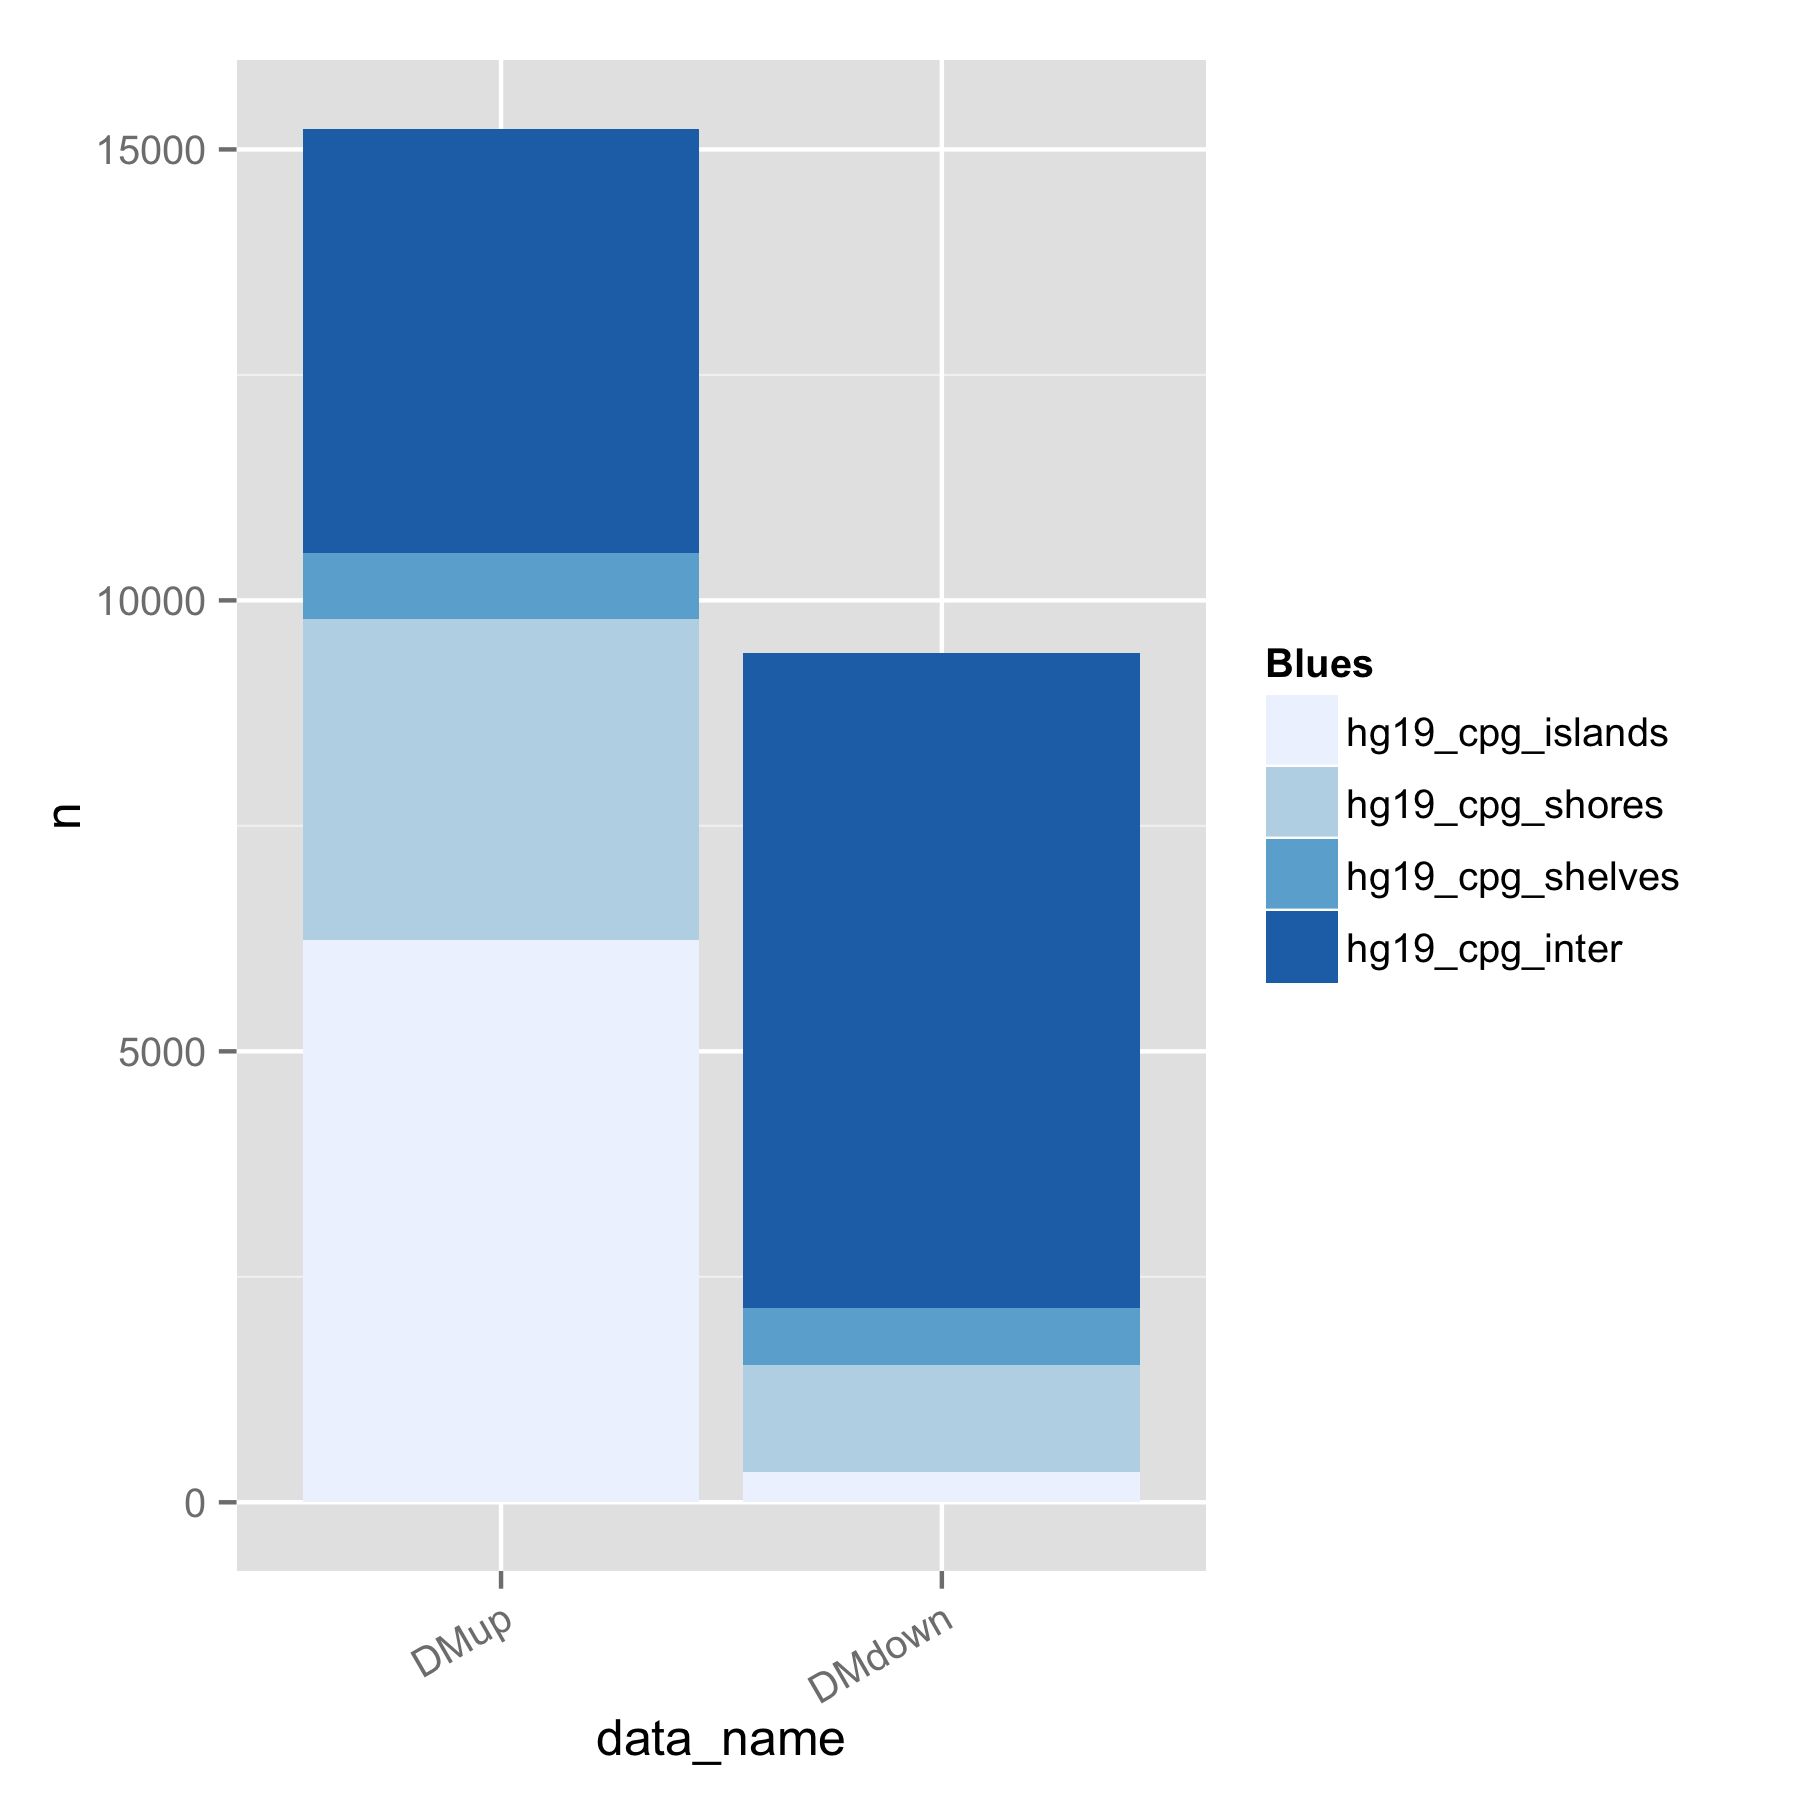 15000
10000
5000
0
n
DMup
DMdown
data_name
Blues
hg19_cpg_islands
hg19_cpg_shores
hg19_cpg_shelves
hg19_cpg_inter